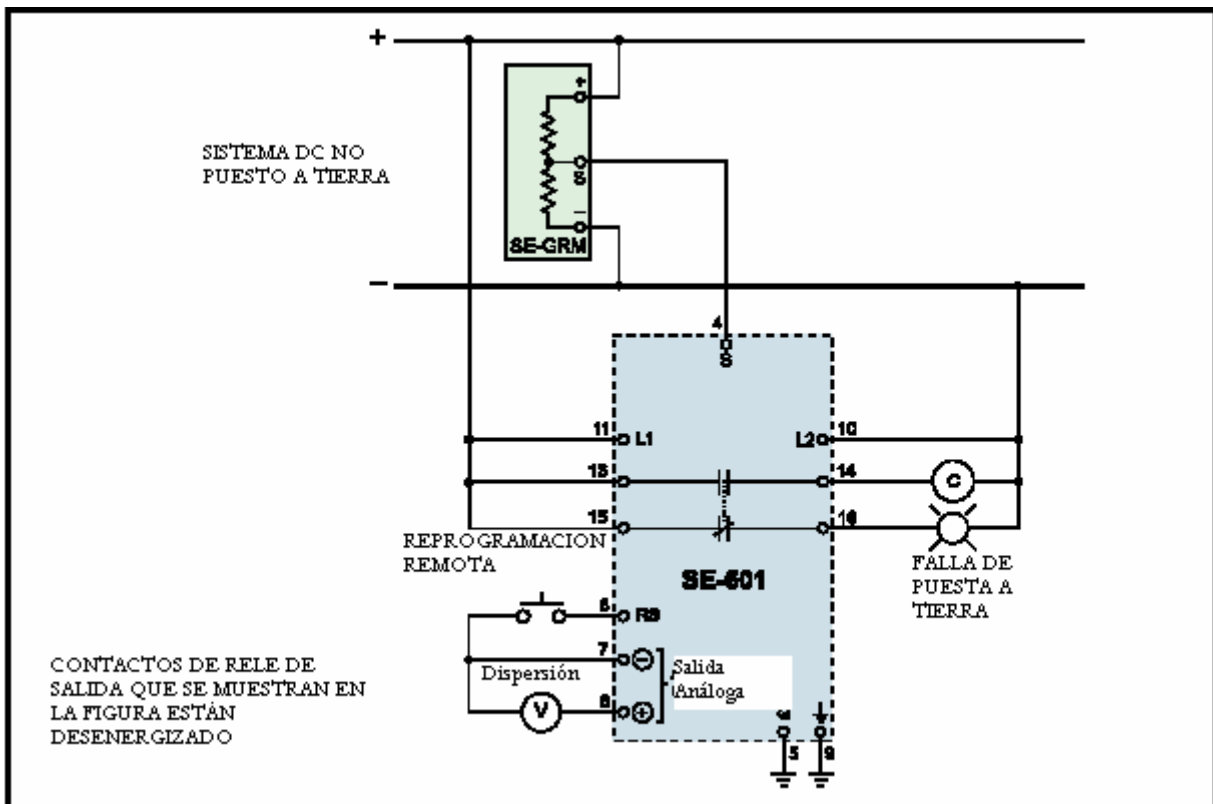 +
+
SISTEMA DC NO
PUESTO A TIERRA
S
–
SE-GRM
–
4
S
11 L1
L2 10
13
14
C
15
16
REPROGRAMACION
REMOTA
SE-601
FALLA DE
PUESTA A
TIERRA
6 RS
7 –
Dispersión
Salida
Análoga
V
8 +
CONTACTOS DE RELE DE
SALIDA QUE SE MUESTRAN EN
LA FIGURA ESTÁN
DESENERGIZADO
5
9